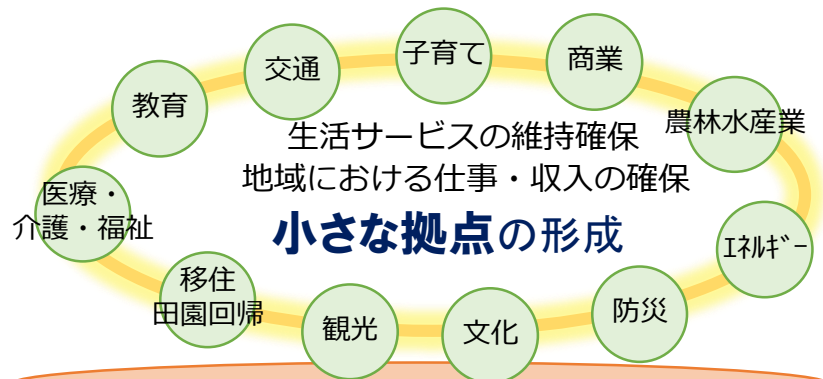 子育て
交通
商業
教育
農林水産業
生活サービスの維持確保
地域における仕事・収入の確保
医療・
介護・福祉
小さな拠点の形成
ｴﾈﾙｷﾞｰ
移住
田園回帰
観光
文化
防災